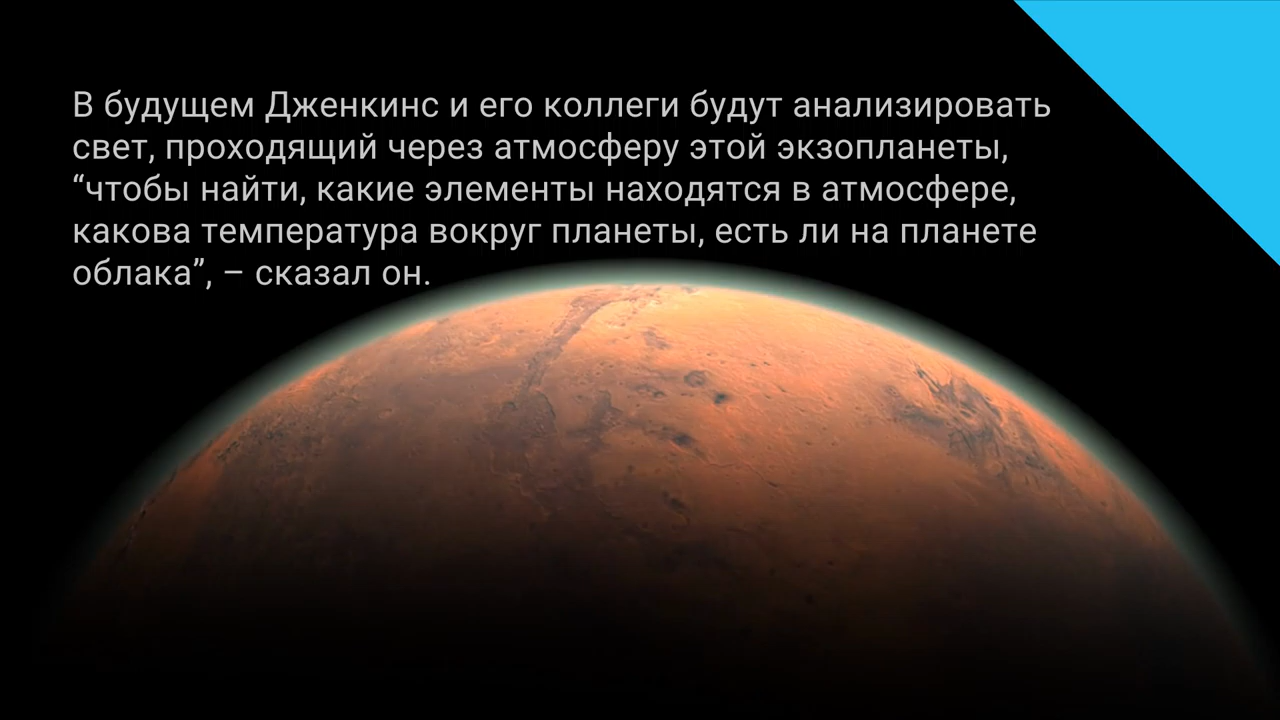 В будущем Дженкинс и его коллеги будут анализировать
свет, проходящий через атмосферу этой экзопланеты,
“чтобы найти, какие элементы находятся в атмосфере,
какова температура вокруг планеты, есть ли на планете
облака”, – сказал он.